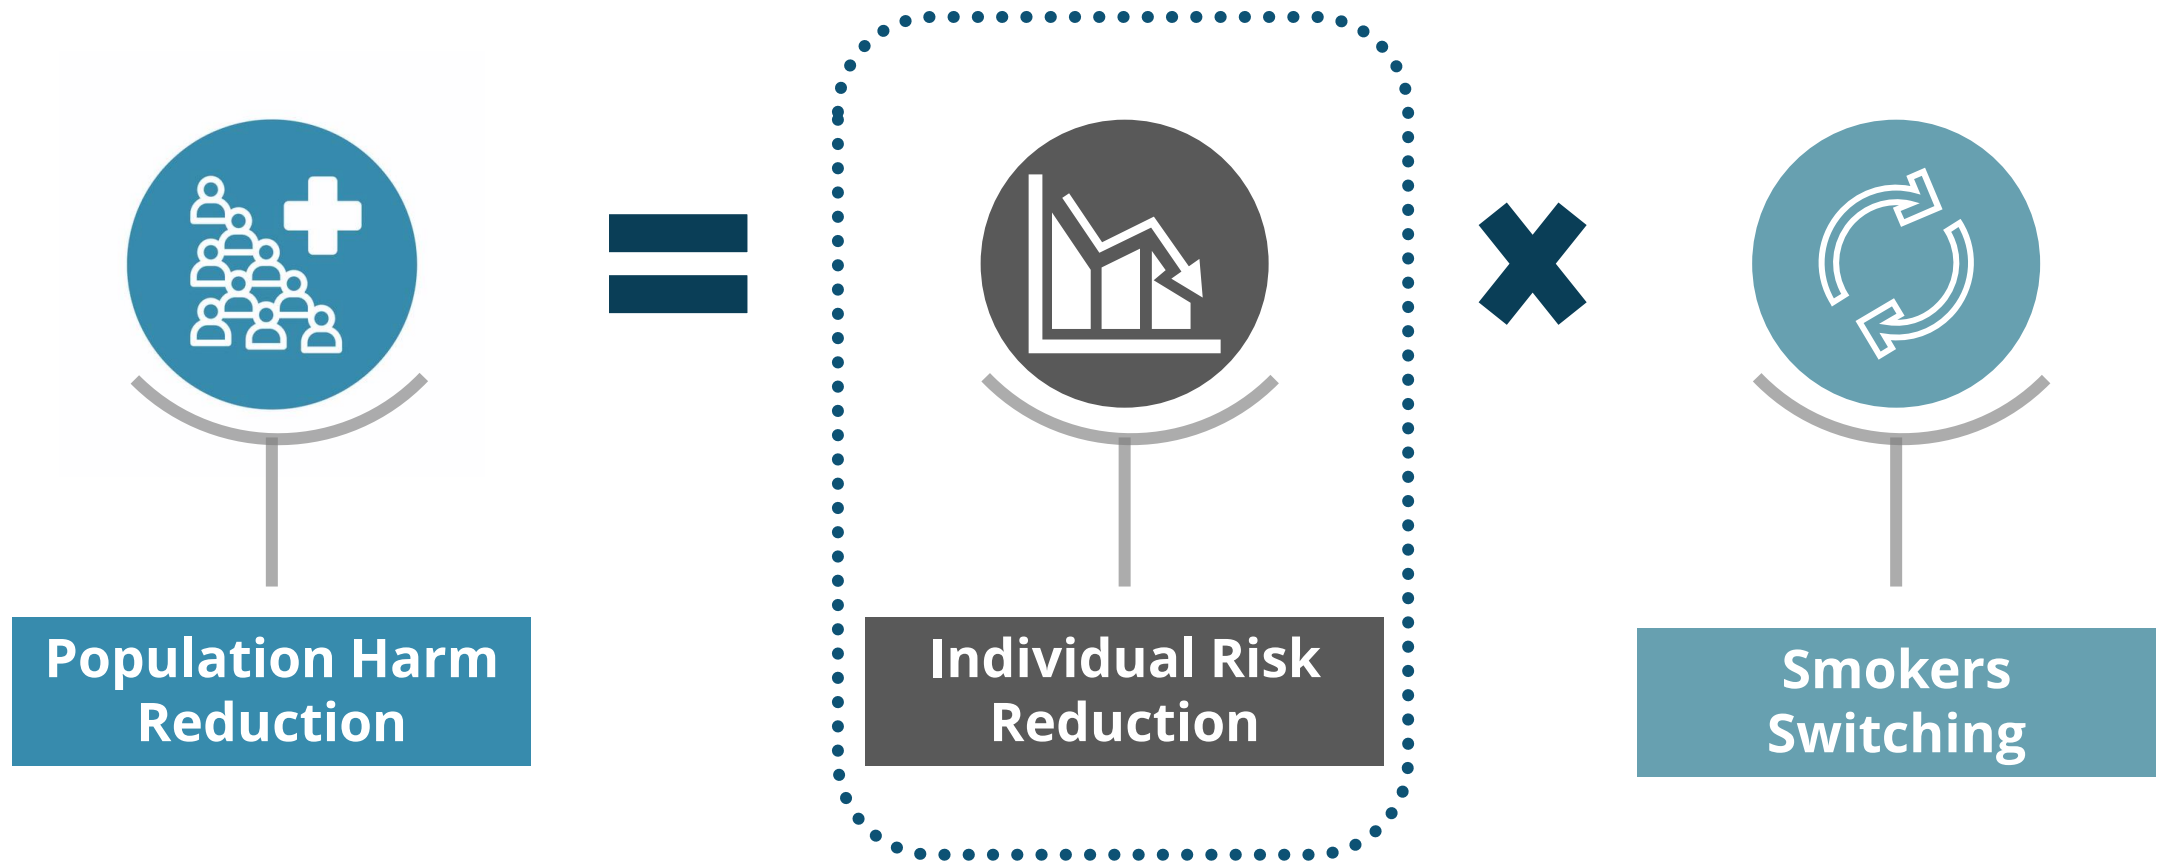 Population Harm
Reduction
Individual Risk
Reduction
Smokers
Switching